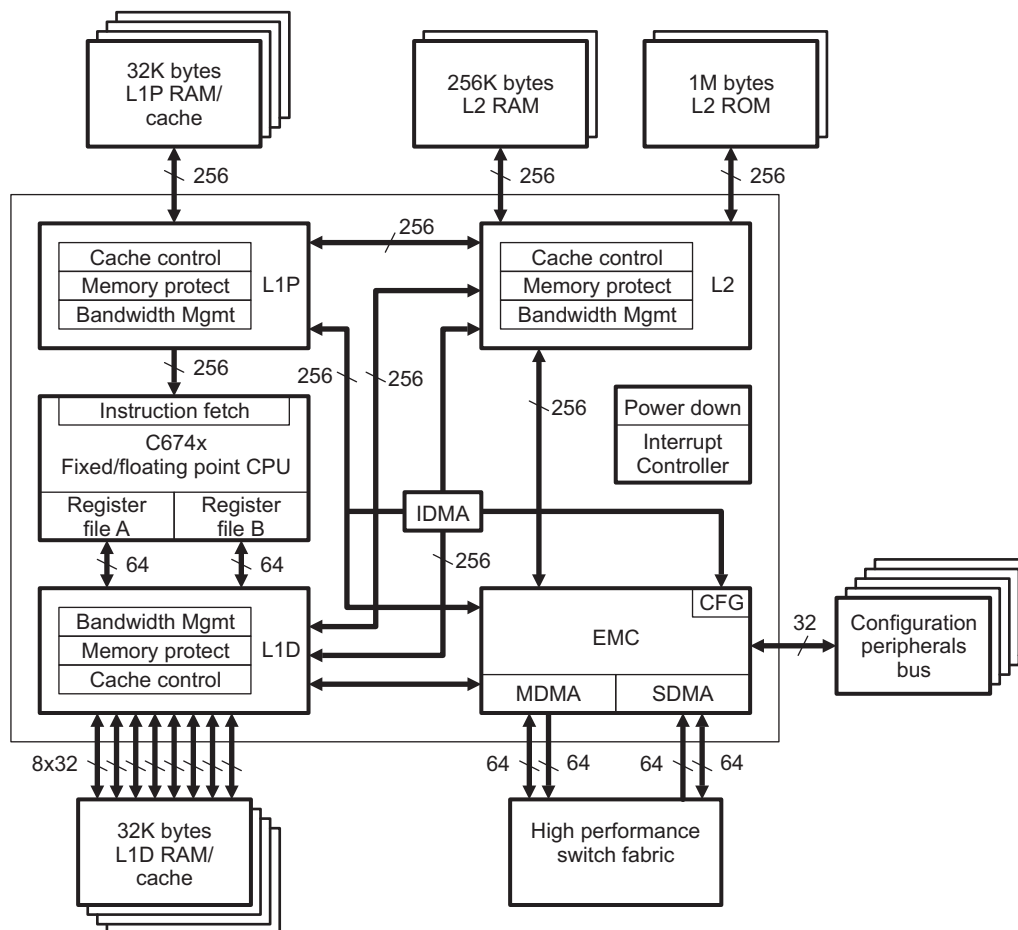 32K bytes
L1P RAM/
cache
256K bytes
L2 RAM
1M bytes
L2 ROM
256
256
256
Cache control
Memory protect
Bandwidth Mgmt
L1P
256
Cache control
Memory protect
Bandwidth Mgmt
L2
256
256
256
256
Instruction fetch
C674x
Fixed/floating point CPU
Register
file A
Register
file B
Power down
Interrupt
Controller
IDMA
64
64
256
Bandwidth Mgmt
Memory protect
Cache control
L1D
CFG
EMC
MDMA
SDMA
32
Configuration
peripherals
bus
8x32
64
64
64
64
32K bytes
L1D RAM/
cache
High performance
switch fabric